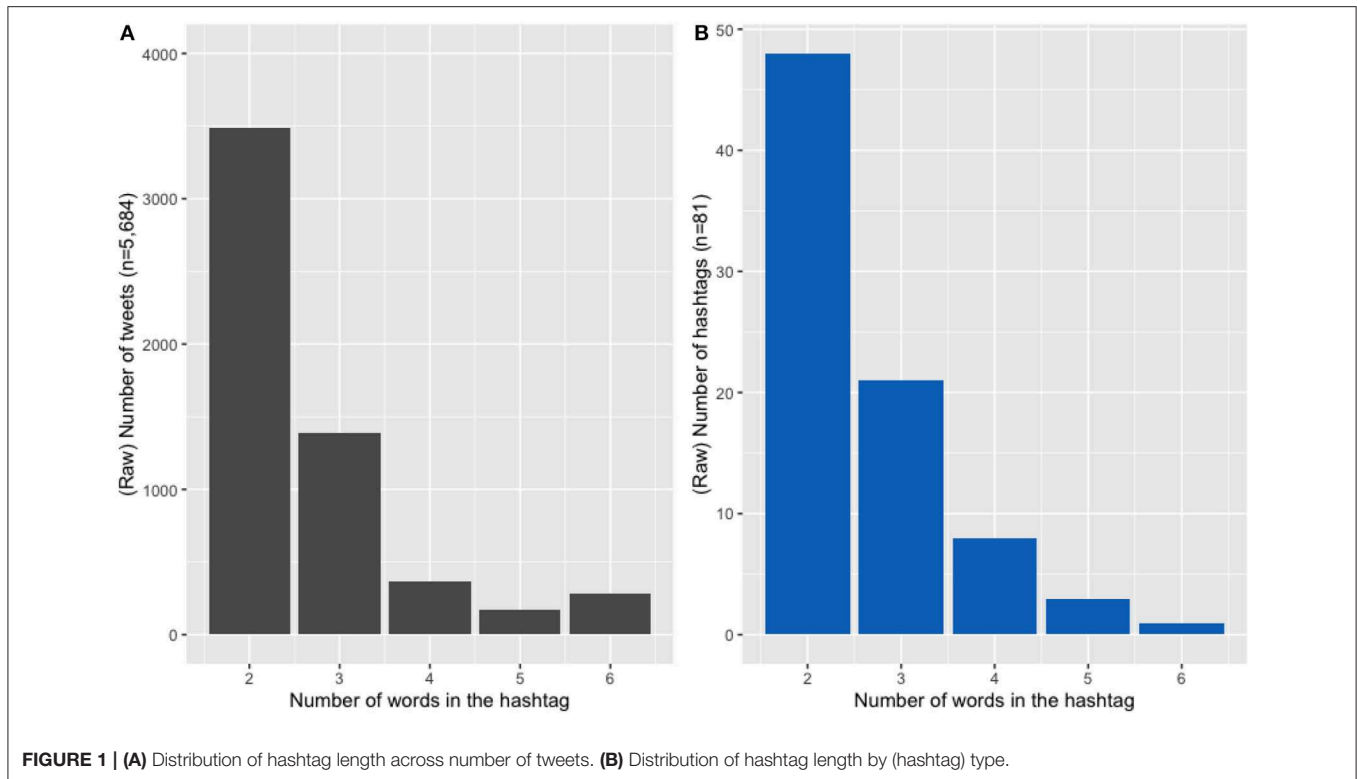 A
(Raw) Number of tweets (n=5,684)
4000
3000
2000
1000
0
2 3 4 5 6
Number of words in the hashtag
B
(Raw) Number of hashtags (n=81)
50
40
30
20
10
0
2 3 4 5 6
Number of words in the hashtag
FIGURE 1 | (A) Distribution of hashtag length across number of tweets. (B) Distribution of hashtag length by (hashtag) type.